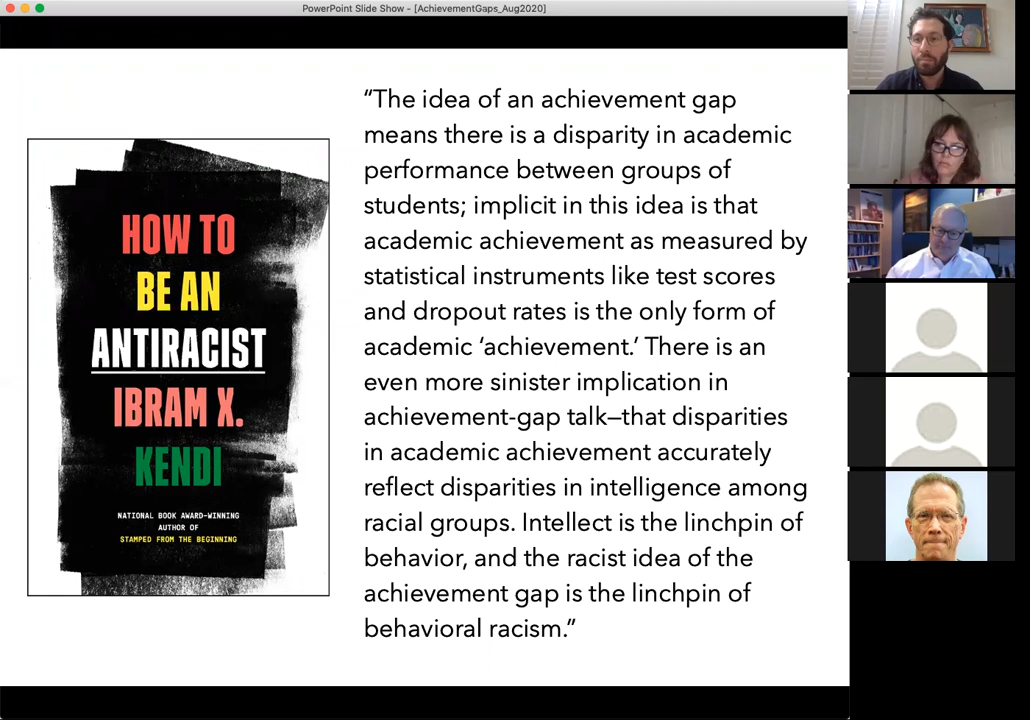 PowerPoint Slide Show - [AchievementGaps_Aug2020]
HOW TO
BE AN
ANTIRACIST
IBRAM X.
KENDI
NATIONAL BOOK AWARD-WINNING
AUTHOR OF
STAMPED FROM THE BEGINNING
“The idea of an achievement gap
means there is a disparity in academic
performance between groups of
students; implicit in this idea is that
academic achievement as measured by
statistical instruments like test scores
and dropout rates is the only form of
academic ‘achievement.’ There is an
even more sinister implication in
achievement-gap talk—that disparities
in academic achievement accurately
reflect disparities in intelligence among
racial groups. Intellect is the linchpin of
behavior, and the racist idea of the
achievement gap is the linchpin of
behavioral racism.”